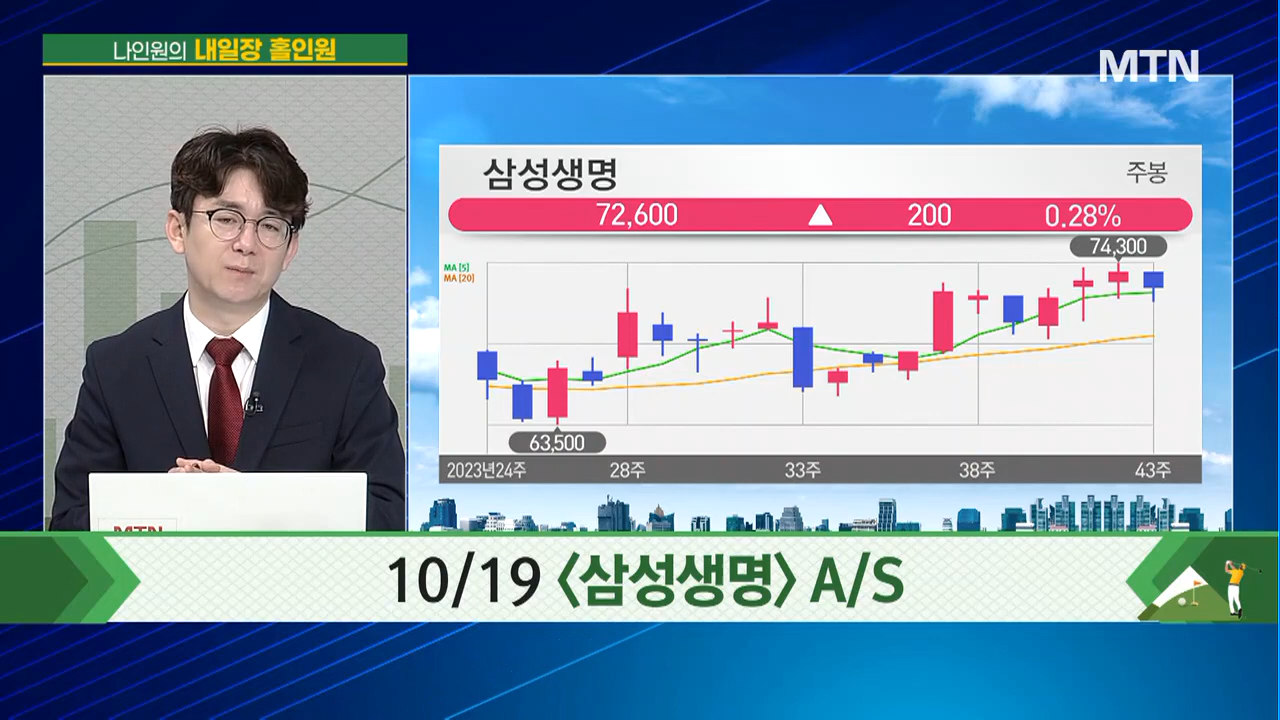 나인원의 내일장 홀인원
MTN
삼성생명
주봉
72,600 ▲ 200 0.28%
74,300
MA [5]
MA [20]
63,500
2023년24주 28주 33주 38주 43주
MTN
10/19 〈삼성생명〉 A/S